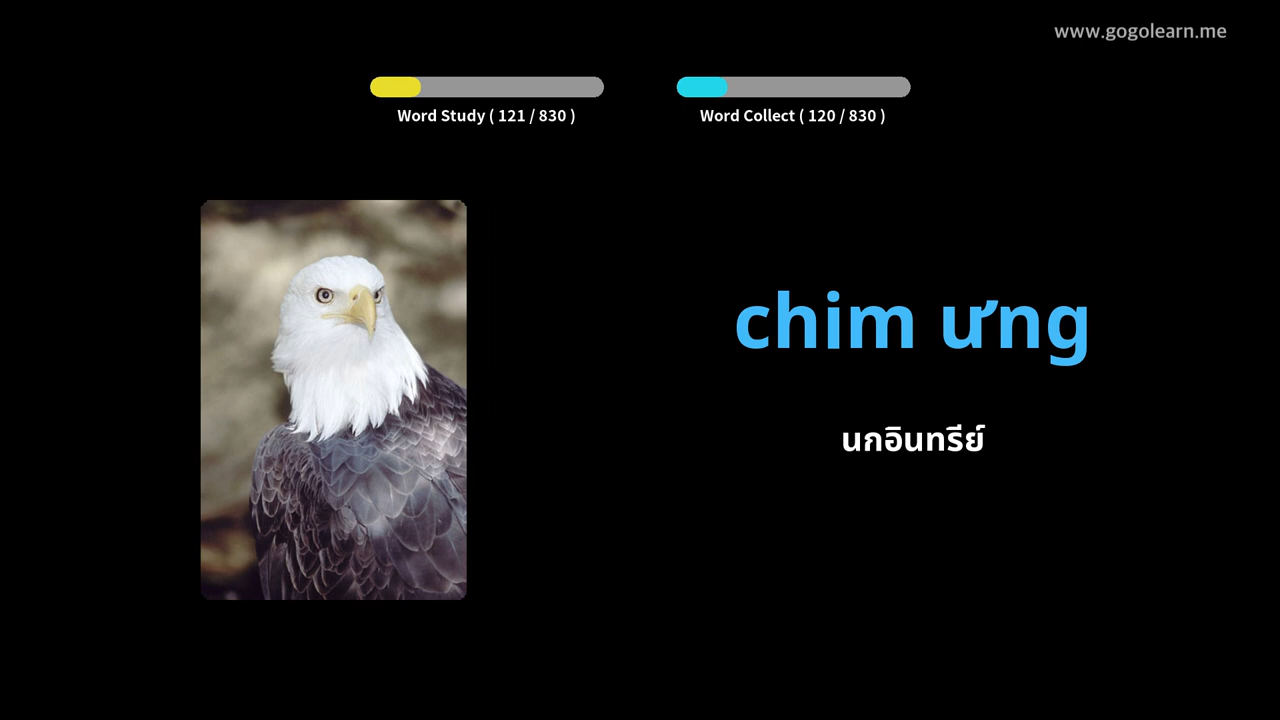 www.gogolearn.me
Word Study ( 121 / 830 )
Word Collect ( 120 / 830 )
chim ưng
นกอินทรีย์